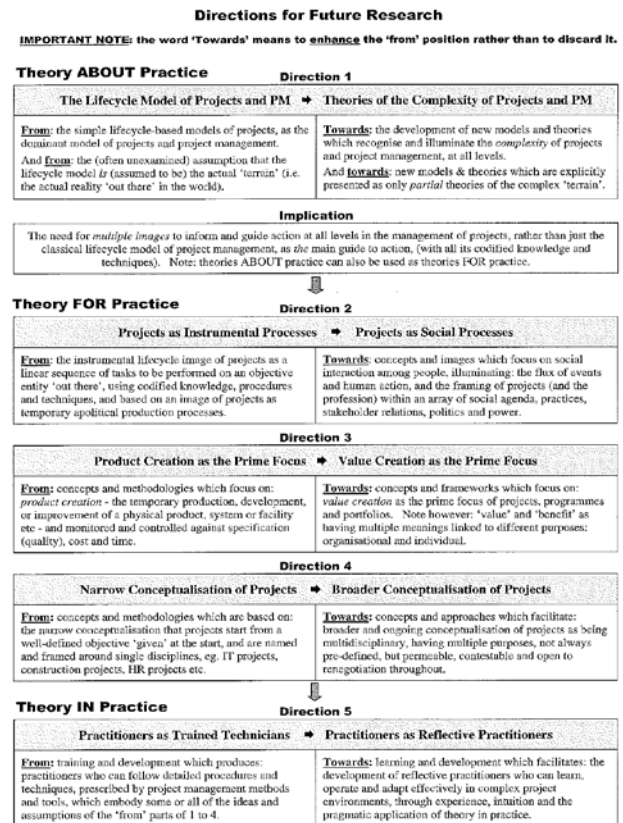 Directions for Future Research
IMPORTANT NOTE: the word 'Towards' means to enhance the 'from' position rather than to discard it.
Theory ABOUT Practice
Direction 1
The Lifecycle Model of Projects and PM ➔ Theories of the Complexity of Projects and PM
From: the simple lifecycle-based models of projects, as the
dominant model of projects and project management.
And from: the (often unexamined) assumption that the
lifecycle model is (assumed to be) the actual 'terrain' (i.e.
the actual reality 'out there' in the world).
Towards: the development of new models and theories
which recognise and illuminate the complexity of projects
and project management, at all levels.
And towards: new models & theories which are explicitly
presented as only partial theories of the complex 'terrain'.
Implication
The need for multiple images to inform and guide action at all levels in the management of projects, rather than just the
classical lifecycle model of project management, as the main guide to action, (with all its codified knowledge and
techniques). Note: theories ABOUT practice can also be used as theories FOR practice.
Theory FOR Practice
Direction 2
Projects as Instrumental Processes ➔ Projects as Social Processes
From: the instrumental lifecycle image of projects as a
linear sequence of tasks to be performed on an objective
entity 'out there', using codified knowledge, procedures
and techniques, and based on an image of projects as
temporary apolitical production processes.
Towards: concepts and images which focus on social
interaction among people, illuminating: the flux of events
and human action, and the framing of projects (and the
profession) within an array of social agenda, practices,
stakeholder relations, politics and power.
Direction 3
Product Creation as the Prime Focus ➔ Value Creation as the Prime Focus
From: concepts and methodologies which focus on:
product creation - the temporary production, development,
or improvement of a physical product, system or facility
etc - and monitored and controlled against specification
(quality), cost and time.
Towards: concepts and frameworks which focus on:
value creation as the prime focus of projects, programmes
and portfolios. Note however: 'value' and 'benefit' as
having multiple meanings linked to different purposes:
organisational and individual.
Direction 4
Narrow Conceptualisation of Projects ➔ Broader Conceptualisation of Projects
From: concepts and methodologies which are based on:
the narrow conceptualisation that projects start from a
well-defined objective 'given' at the start, and are named
and framed around single disciplines, eg. IT projects,
construction projects, HR projects etc.
Towards: concepts and approaches which facilitate:
broader and ongoing conceptualisation of projects as being
multidisciplinary, having multiple purposes, not always
pre-defined, but permeable, contestable and open to
renegotiation throughout.
Theory IN Practice
Direction 5
Practitioners as Trained Technicians ➔ Practitioners as Reflective Practitioners
From: training and development which produces:
practitioners who can follow detailed procedures and
techniques, prescribed by project management methods
and tools, which embody some or all of the ideas and
assumptions of the 'from' parts of 1 to 4.
Towards: learning and development which facilitates: the
development of reflective practitioners who can learn,
operate and adapt effectively in complex project
environments, through experience, intuition and the
pragmatic application of theory in practice.